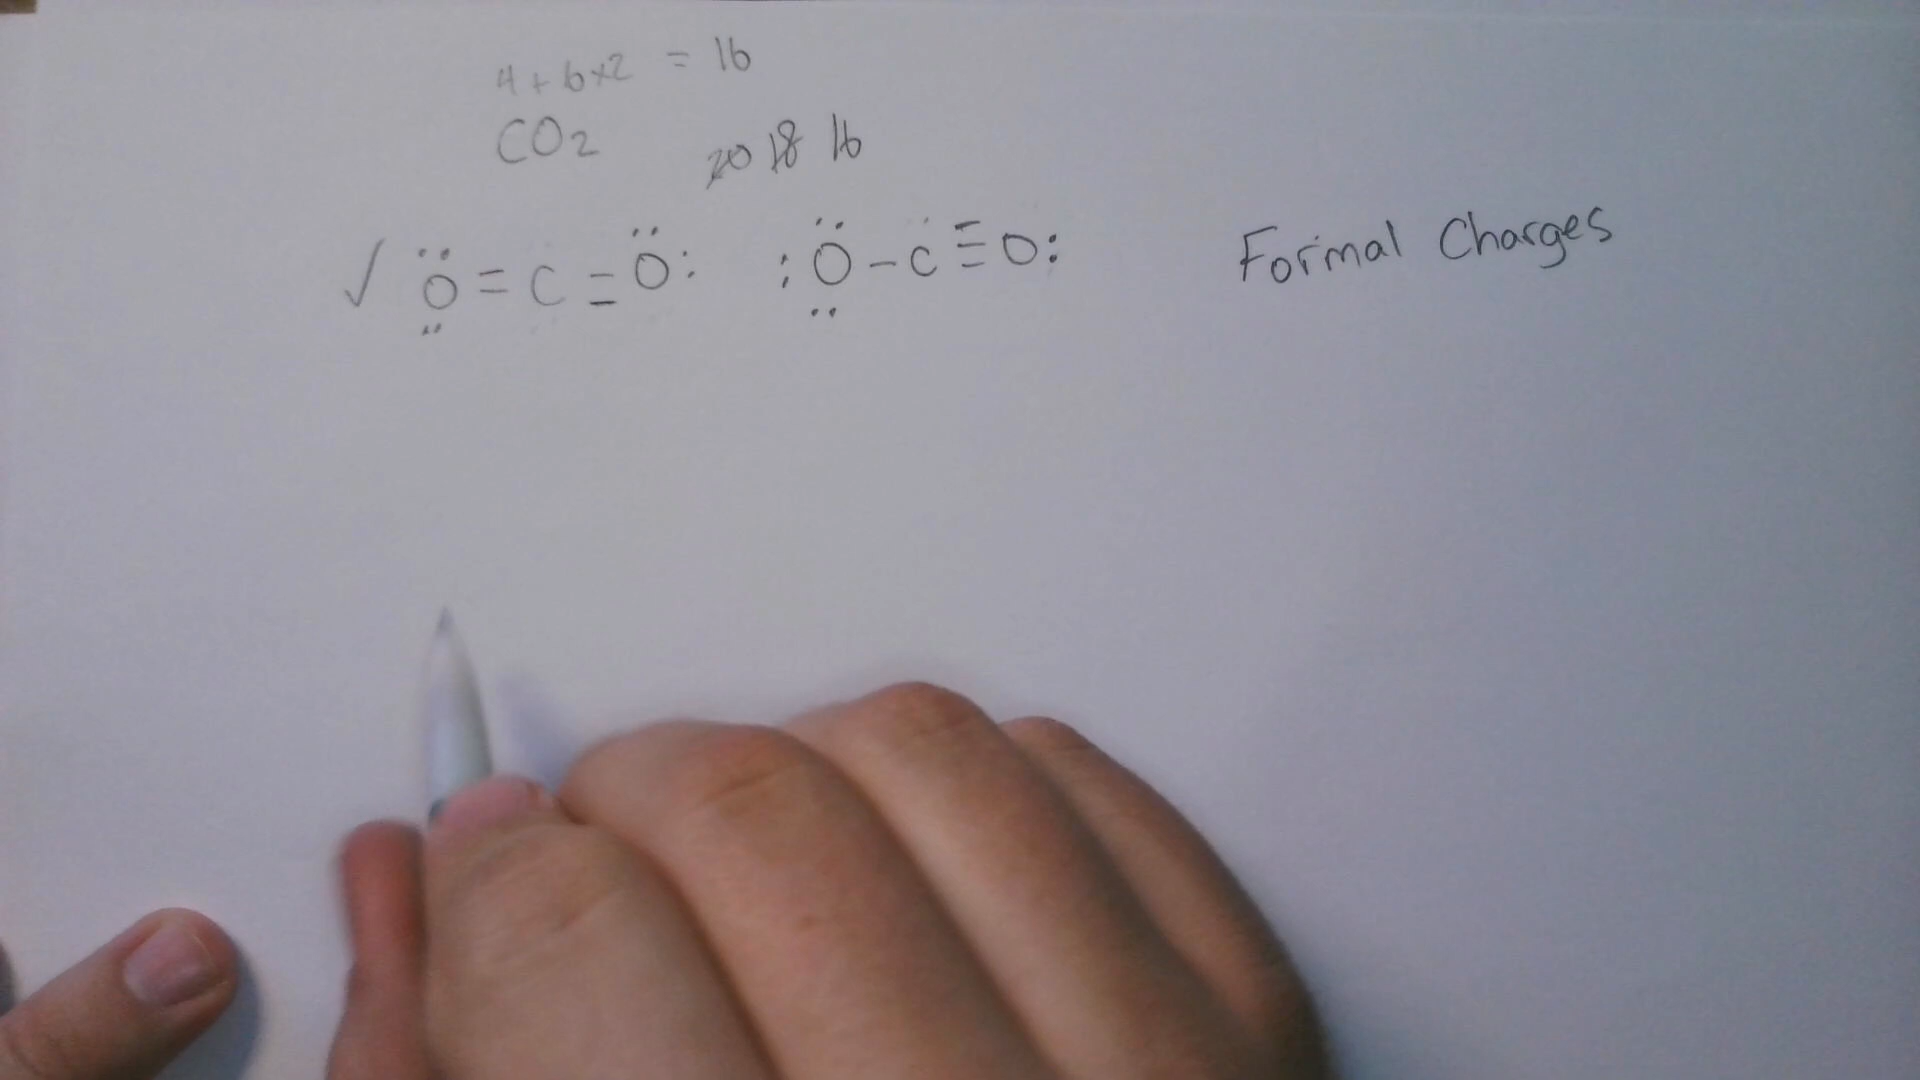 4 + 6x2 = 16
CO2 20 18 16
✓ Ö = C = Ö: :Ö - C ≡ O: Formal Charges